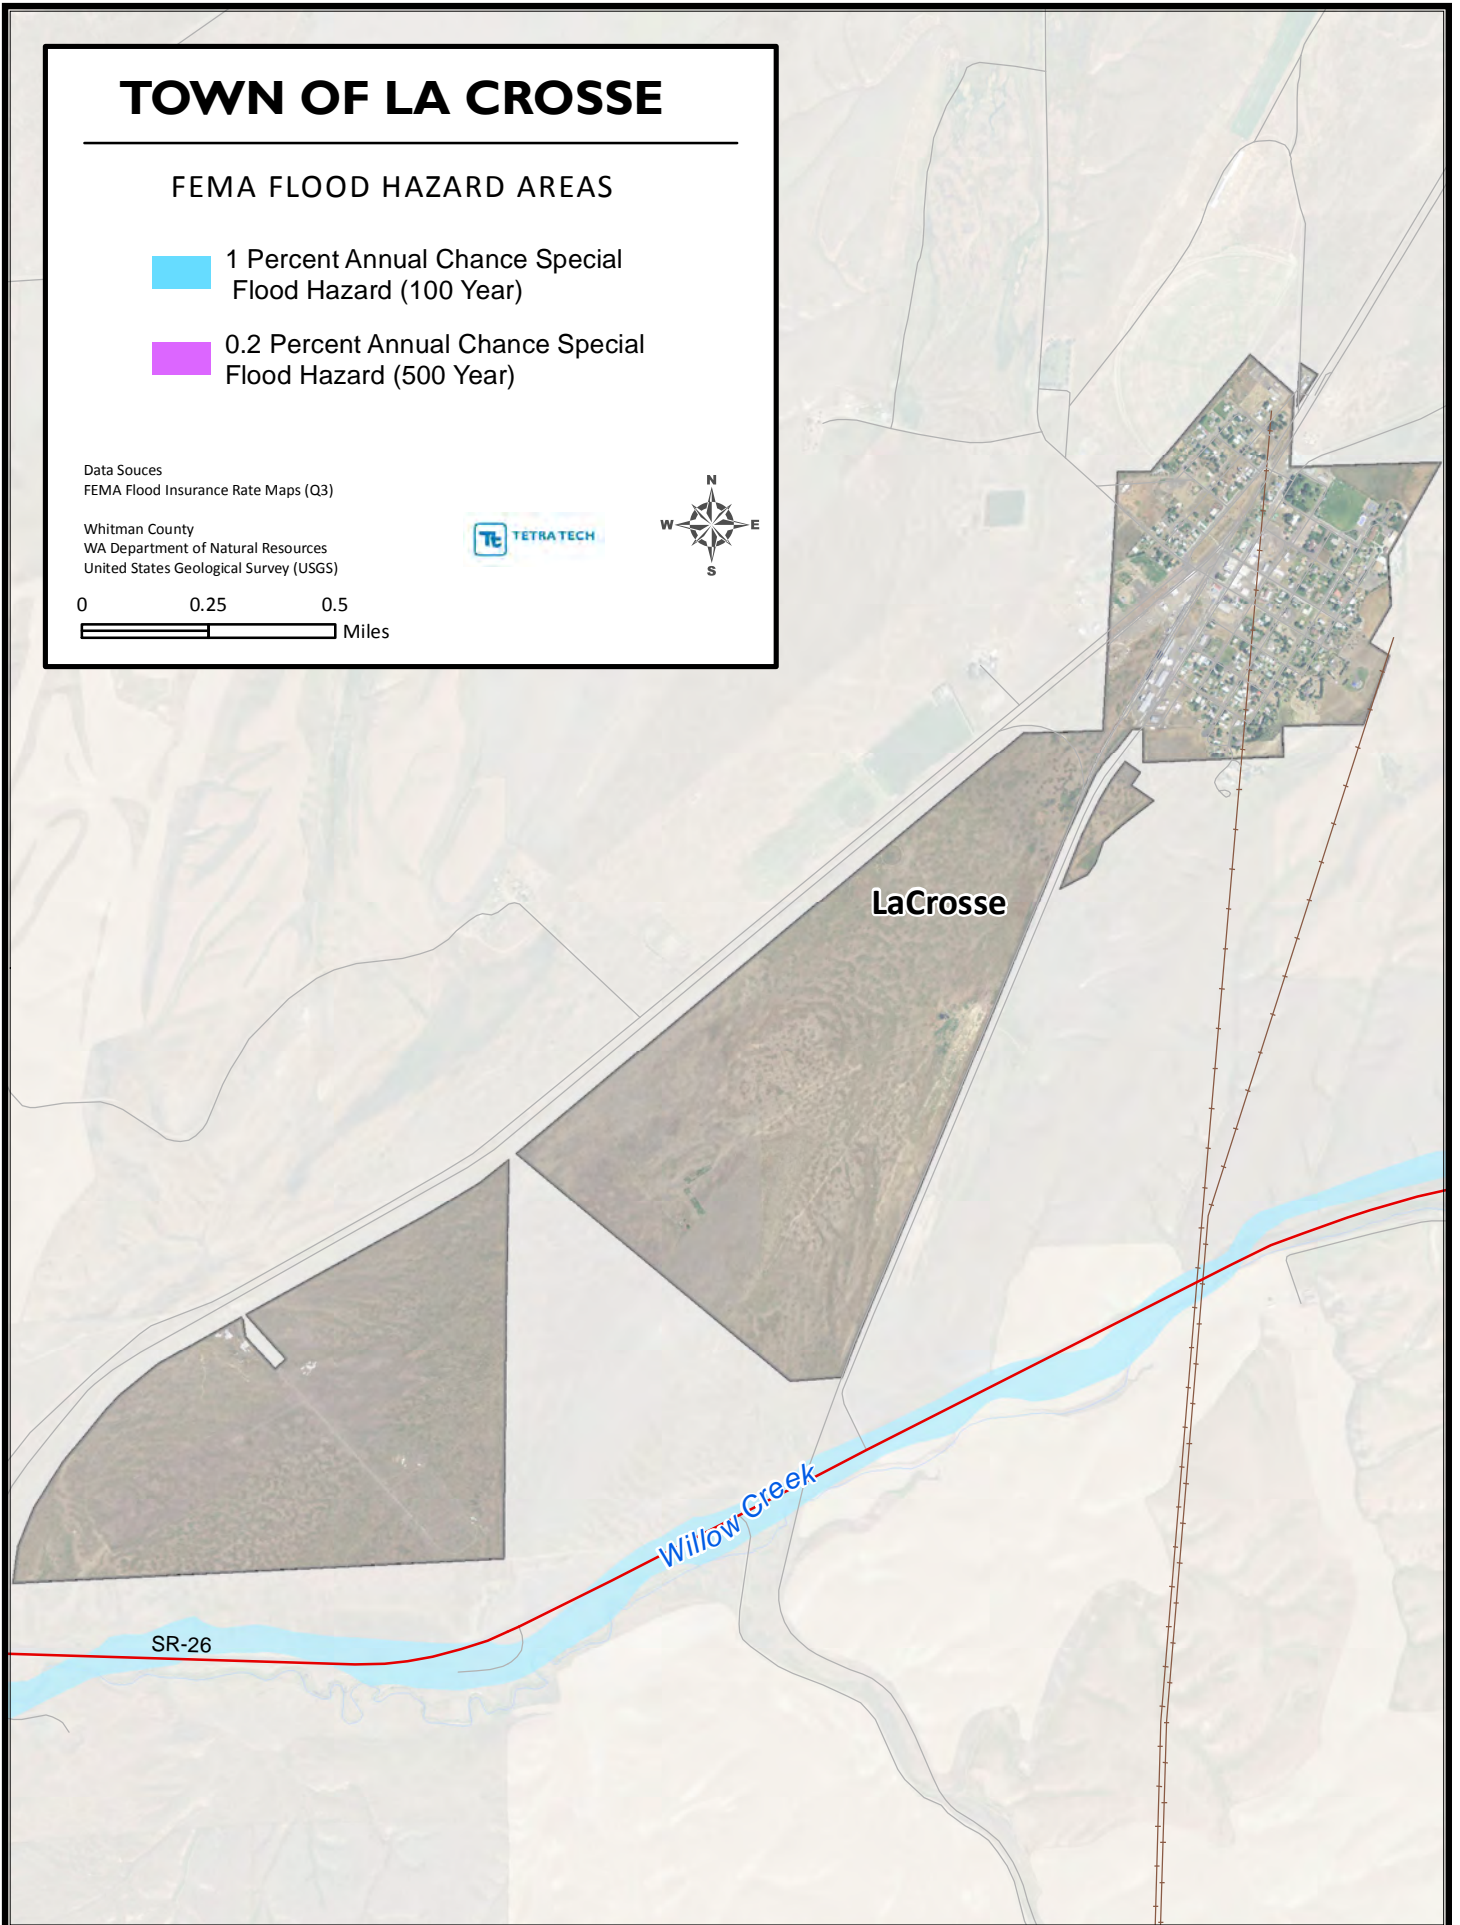 TOWN OF LA CROSSE
FEMA FLOOD HAZARD AREAS
1 Percent Annual Chance Special
Flood Hazard (100 Year)
0.2 Percent Annual Chance Special
Flood Hazard (500 Year)
Data Souces
FEMA Flood Insurance Rate Maps (Q3)
Whitman County
WA Department of Natural Resources
United States Geological Survey (USGS)
Tt TETRA TECH
N
W E
S
0 0.25 0.5
Miles
LaCrosse
Willow Creek
SR-26